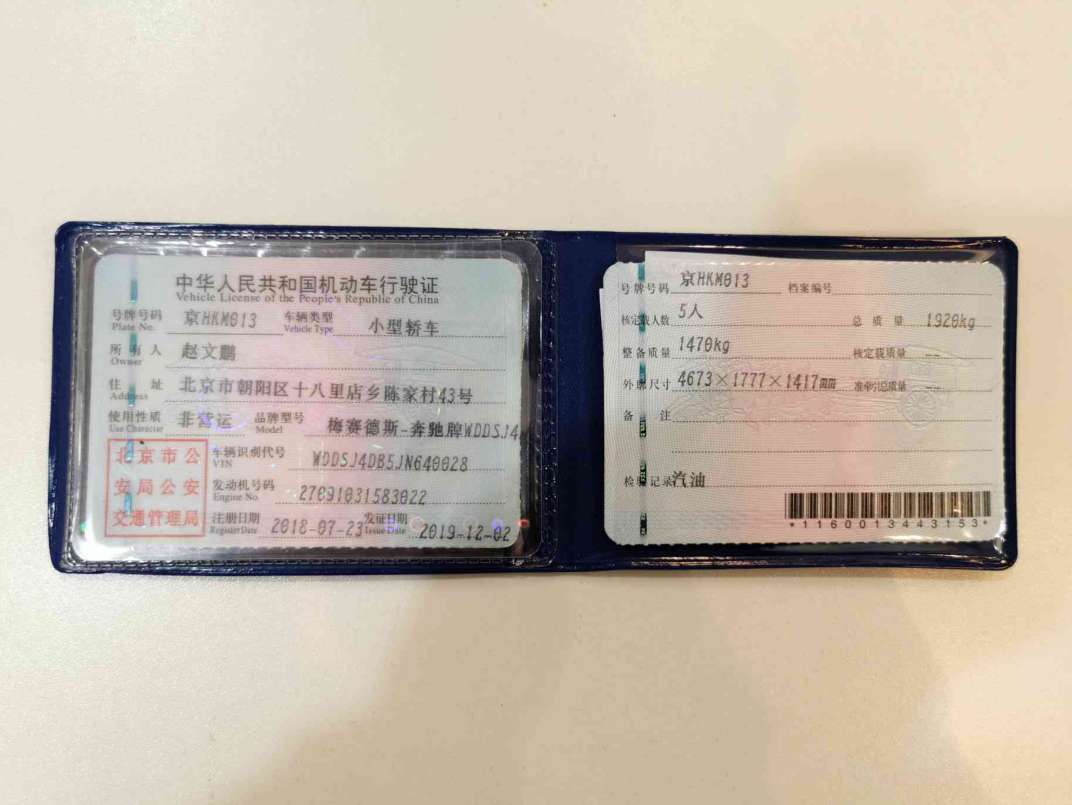 中华人民共和国机动车行驶证
Vehicle License of the People's Republic of China
号牌号码 京HKM013 车辆类型 小型轿车
Plate No. Vehicle Type
所有人 赵文鹏
Owner
住址 北京市朝阳区十八里店乡陈家村43号
Address
使用性质 非营运 品牌型号 梅赛德斯-奔驰牌WDDSJ4
Use Character Model
北京市公安局公安交通管理局
车辆识别代号 WDDSJ4DB5JN640028
VIN
发动机号码 27091031583022
Engine No.
注册日期 2018-07-23 发证日期 2019-12-02
Register Date Issue Date
号牌号码 京HKM013 档案编号
核定载人数 5人 总质量 1920kg
整备质量 1470kg 核定载质量 --
外廓尺寸 4673×1777×1417mm 准牵引总质量 --
备注
检验记录 汽油
*1160013443153*